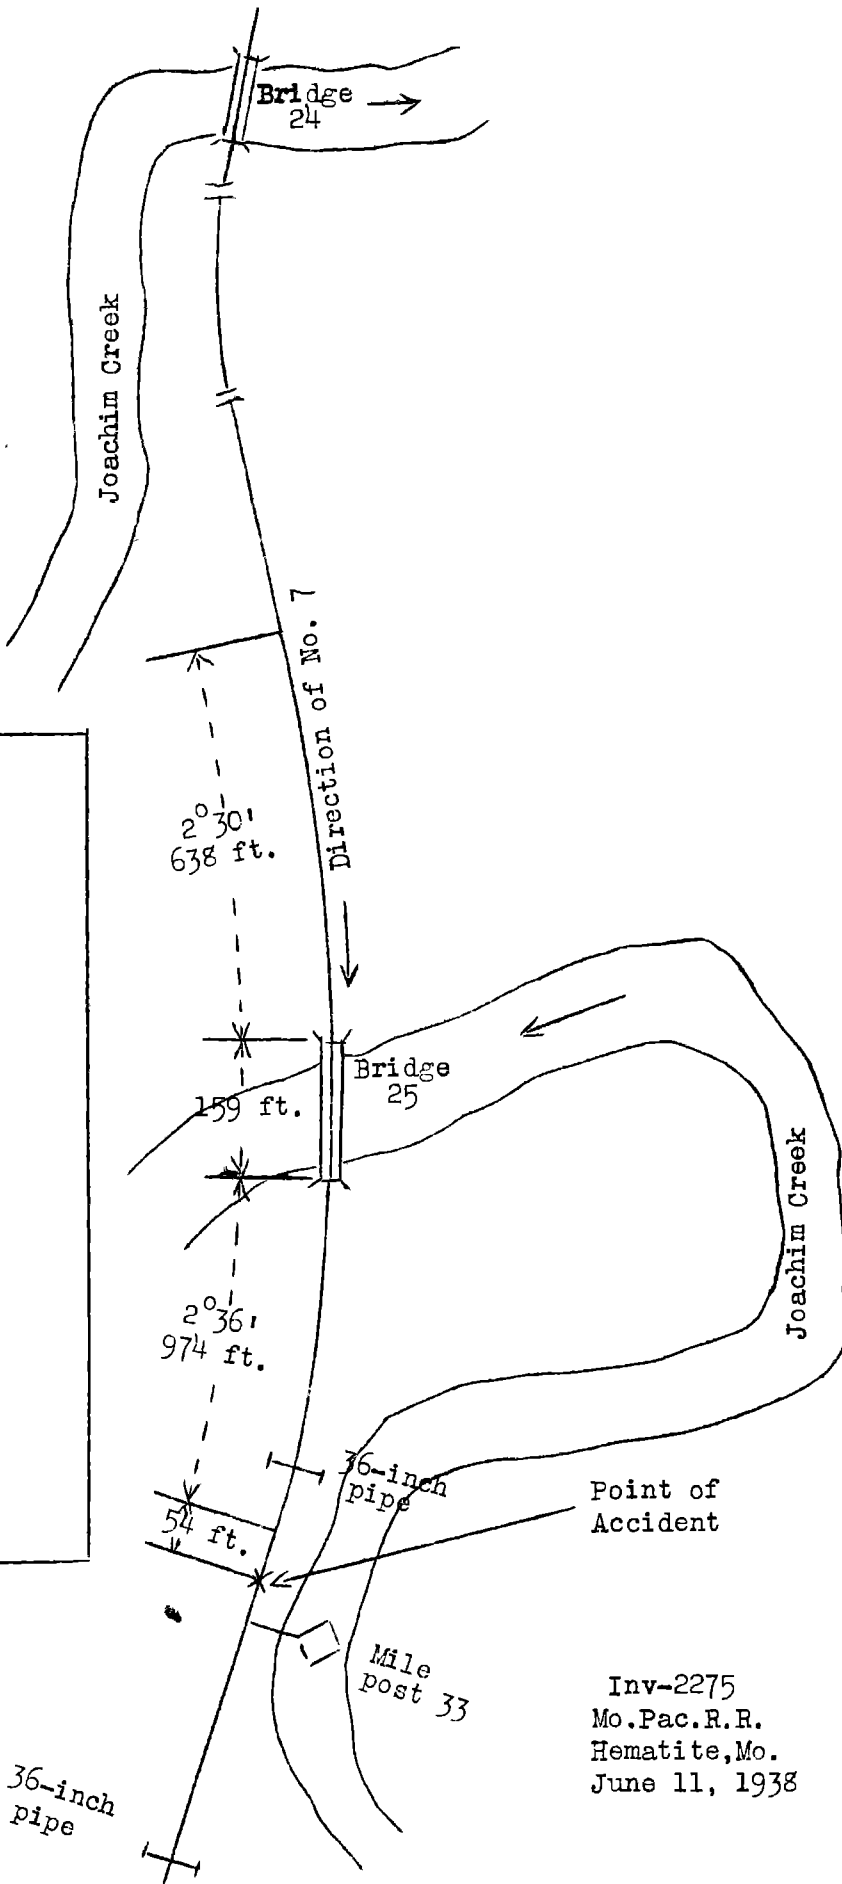 Bridge
24
Joachim Creek
Direction of No. 7
2°30'
638 ft.
Bridge
25
159 ft.
Joachim Creek
2°36'
974 ft.
36-inch
pipe
Point of
Accident
54 ft.
Mile
post 33
Inv-2275
Mo.Pac.R.R.
Hematite,Mo.
June 11, 1938
36-inch
pipe